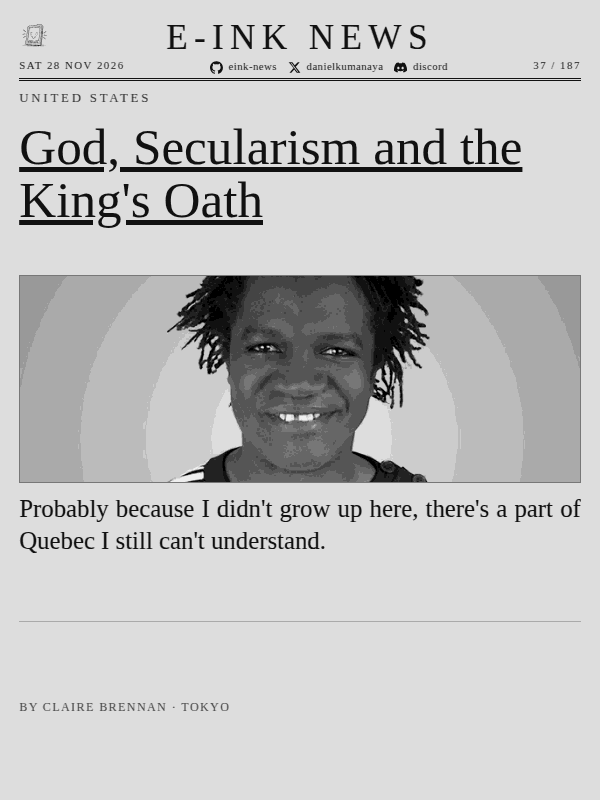 E-INK NEWS
SAT 28 NOV 2026
eink-news danielkumanaya discord
37 / 187
UNITED STATES
God, Secularism and the
King's Oath
Probably because I didn't grow up here, there's a part of
Quebec I still can't understand.
BY CLAIRE BRENNAN · TOKYO